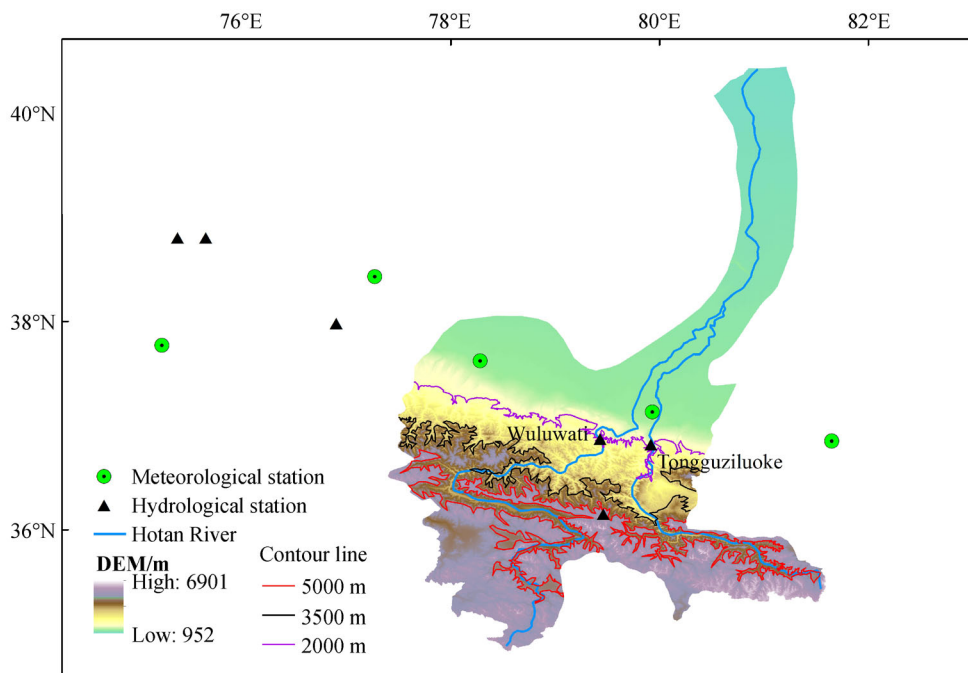 76°E 78°E 80°E 82°E
40°N
38°N
36°N
Wuluwati
Tongguziluoke
Meteorological station
Hydrological station
Hotan River
DEM/m
High: 6901
Low: 952
Contour line
5000 m
3500 m
2000 m